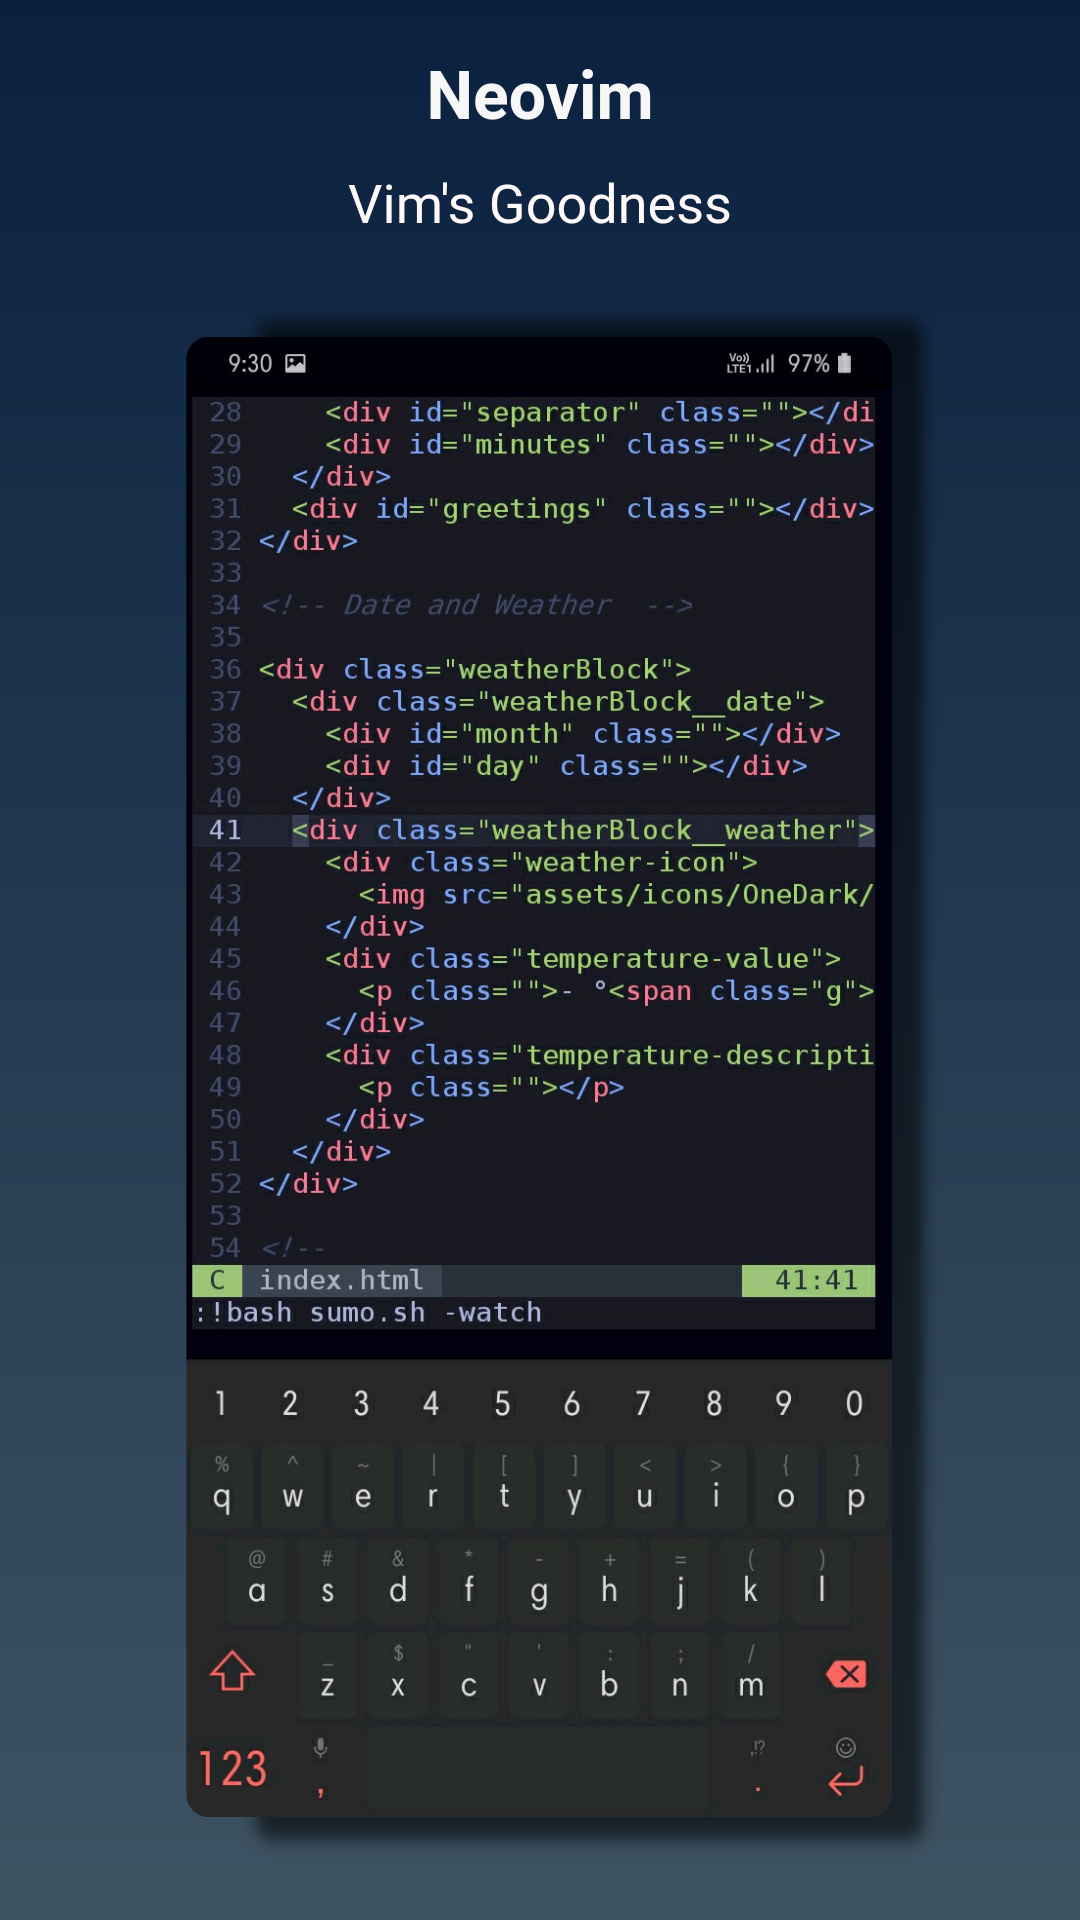 Neovim
Vim's Goodness
9:30 Vo)) LTE1 97%
28     <div id="separator" class=""></di
29     <div id="minutes" class=""></div>
30   </div>
31   <div id="greetings" class=""></div>
32 </div>
33
34 <!-- Date and Weather  -->
35
36 <div class="weatherBlock">
37   <div class="weatherBlock__date">
38     <div id="month" class=""></div>
39     <div id="day" class=""></div>
40   </div>
41   <div class="weatherBlock__weather">
42     <div class="weather-icon">
43       <img src="assets/icons/OneDark/
44     </div>
45     <div class="temperature-value">
46       <p class="">- °<span class="g">
47     </div>
48     <div class="temperature-descripti
49       <p class=""></p>
50     </div>
51   </div>
52 </div>
53
54 <!--
C index.html 41:41
:!bash sumo.sh -watch
1 2 3 4 5 6 7 8 9 0
% ^ ~ | [ ] < > { }
q w e r t y u i o p
@ # & * - + = ( )
a s d f g h j k l
_ $ " ' : ; /
z x c v b n m
,!?
123 , .